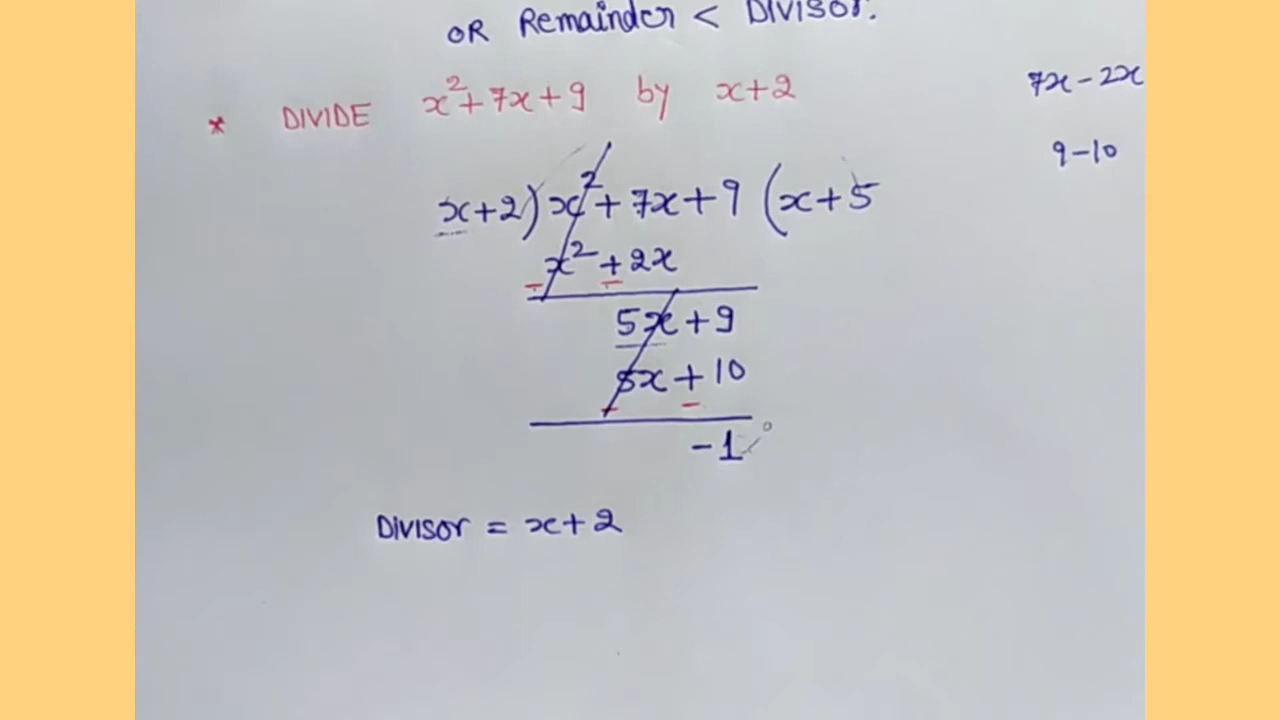 OR Remainder < DIVISOR.
* DIVIDE x²+7x+9 by x+2
7x-2x
9-10
x+2)x²+7x+9(x+5
x²+2x
- -
5x+9
5x+10
- -
-1
DIVISOR = x+2